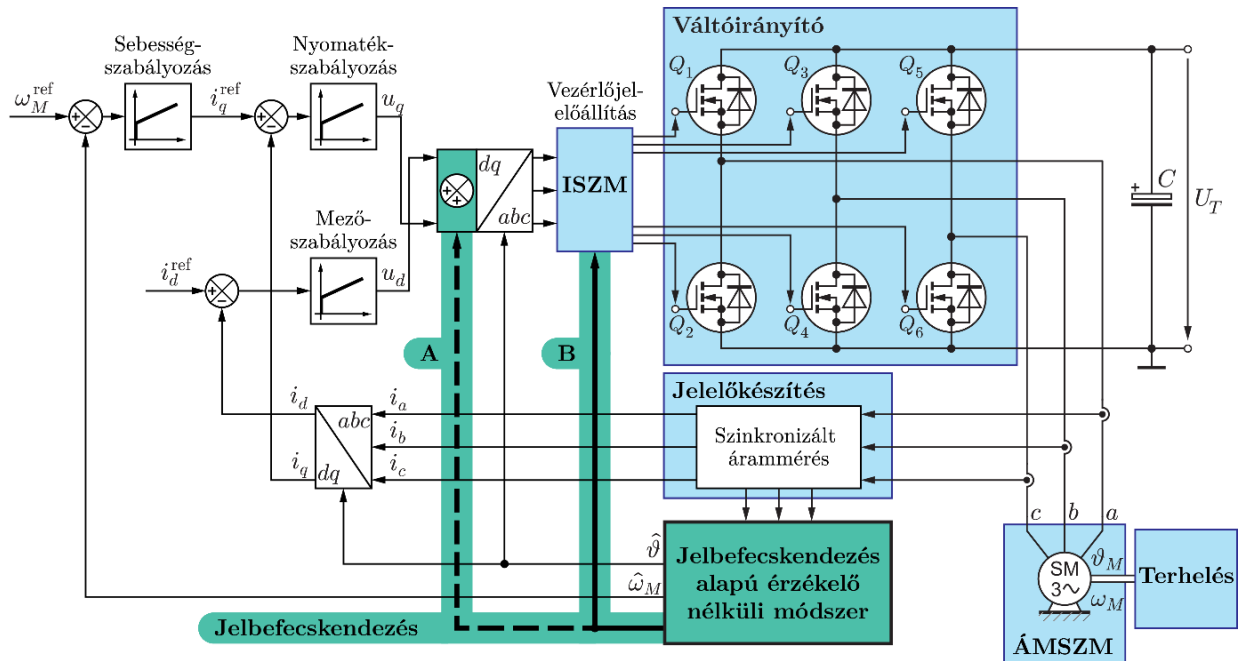 Sebesség-
szabályozás
Nyomaték-
szabályozás
ω_M^ref
i_q^ref
u_q
Mező-
szabályozás
i_d^ref
u_d
dq
abc
Vezérlőjel-
előállítás
ISZM
Váltóirányító
Q_1
Q_3
Q_5
Q_2
Q_4
Q_6
+
C
U_T
A
B
Jelelőkészítés
Szinkronizált
árammérés
i_d
i_q
abc
dq
i_a
i_b
i_c
ϑ̂
ω̂_M
Jelbefecskendezés
alapú érzékelő
nélküli módszer
Jelbefecskendezés
c
b
a
SM
3~
ϑ_M
ω_M
ÁMSZM
Terhelés